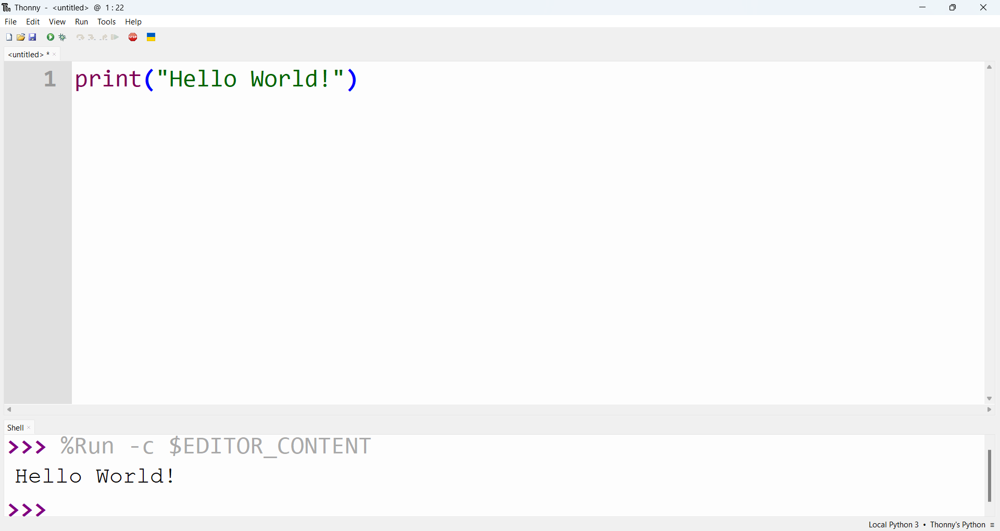 Thonny - <untitled> @ 1:22
File Edit View Run Tools Help
STOP
<untitled> * ×
1 print("Hello World!")
Shell ×
>>> %Run -c $EDITOR_CONTENT
Hello World!
>>>
Local Python 3 • Thonny's Python ≡